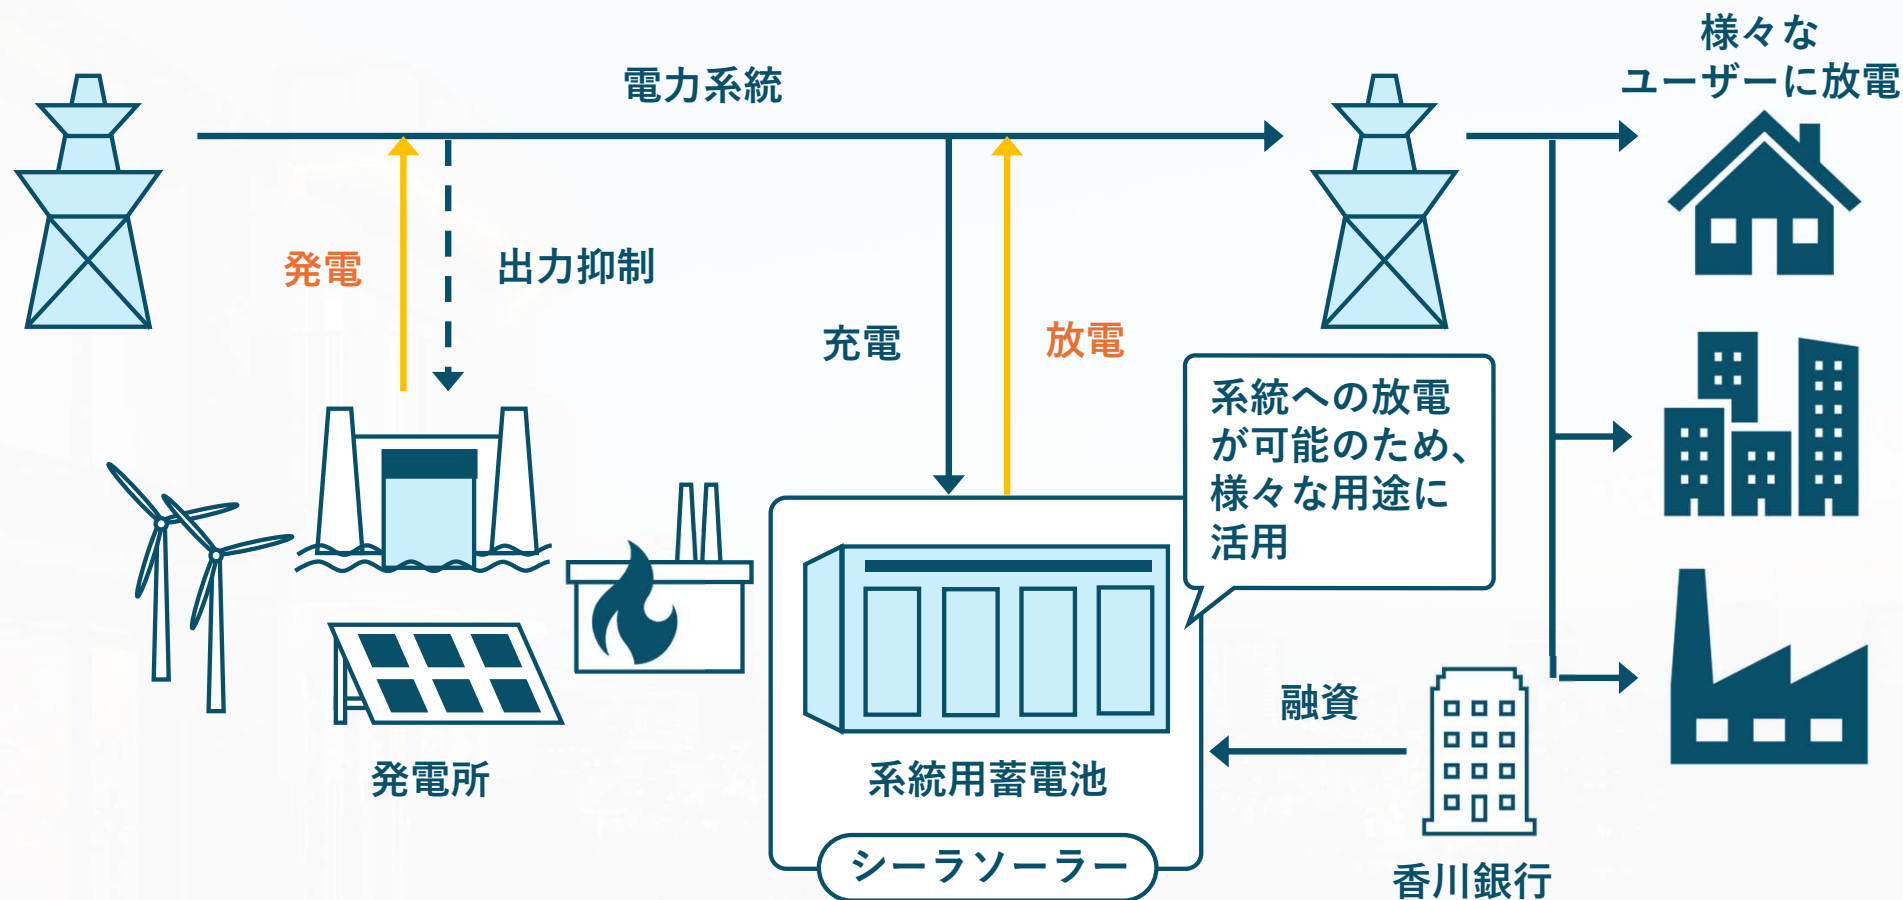 様々な
ユーザーに放電
電力系統
発電
出力抑制
充電
放電
系統への放電
が可能のため、
様々な用途に
活用
融資
発電所
系統用蓄電池
シーラソーラー
香川銀行